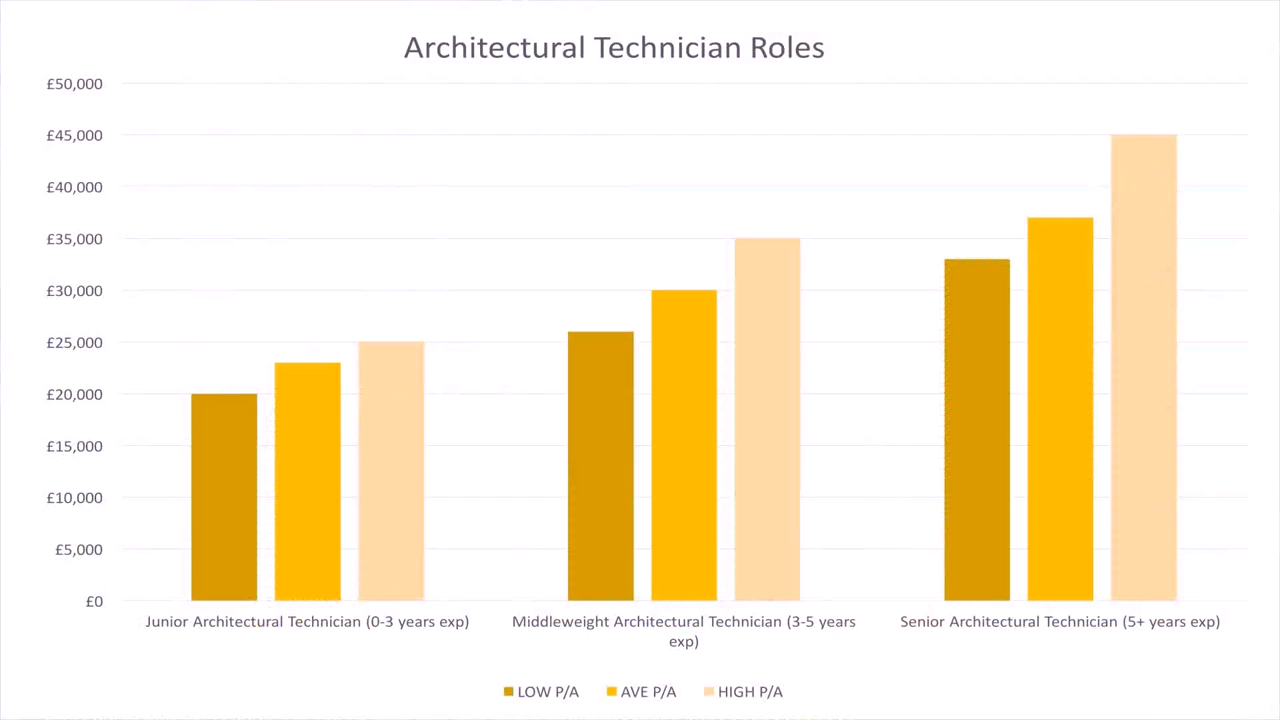 Architectural Technician Roles
£50,000
£45,000
£40,000
£35,000
£30,000
£25,000
£20,000
£15,000
£10,000
£5,000
£0
Junior Architectural Technician (0-3 years exp)
Middleweight Architectural Technician (3-5 years
exp)
Senior Architectural Technician (5+ years exp)
LOW P/A AVE P/A HIGH P/A